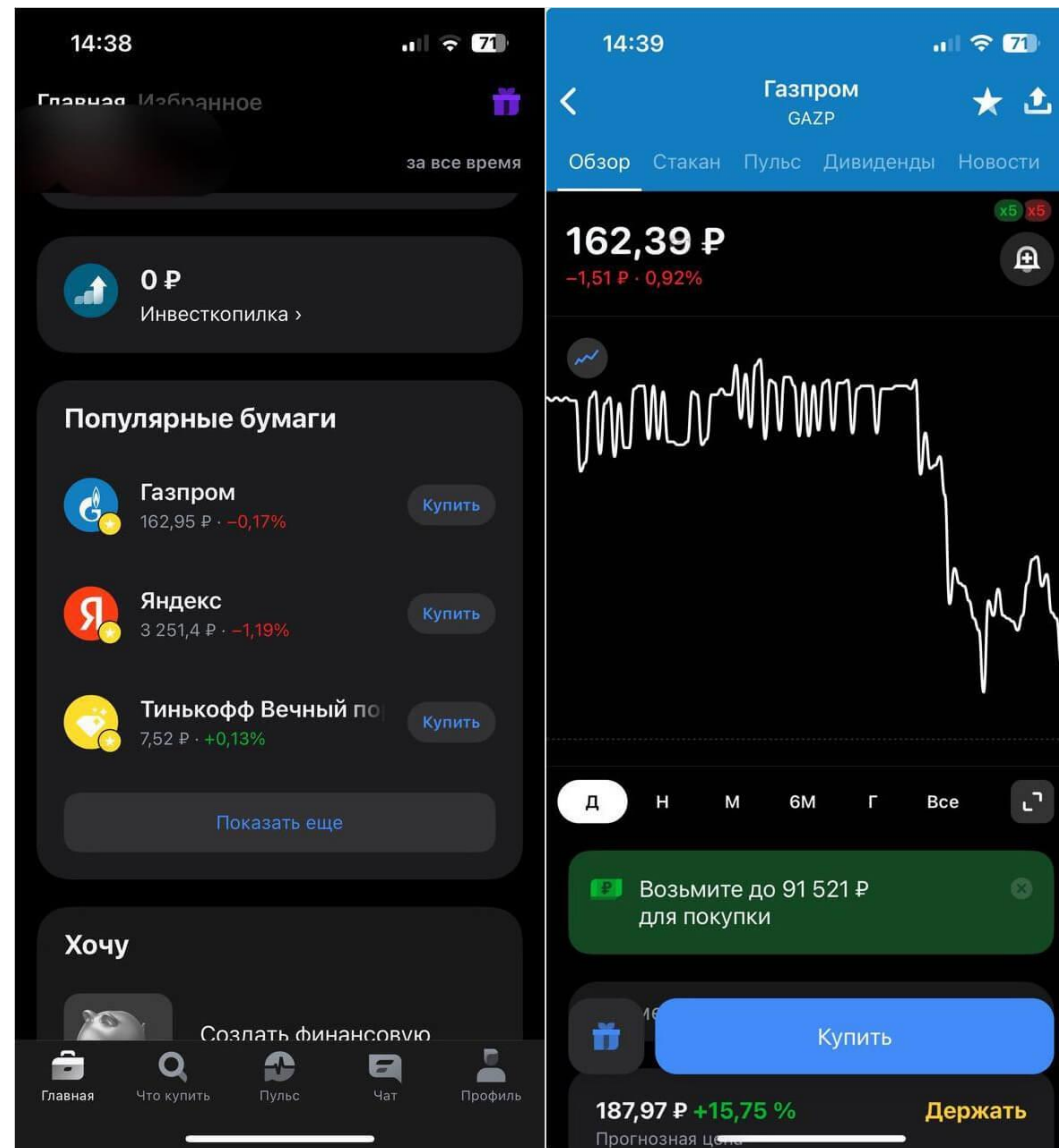 14:38
71
Главная Избранное
за все время
0 ₽
Инвесткопилка ›
Популярные бумаги
Газпром
162,95 ₽ · −0,17%
Купить
Я
Яндекс
3 251,4 ₽ · −1,19%
Купить
Тинькофф Вечный по
7,52 ₽ · +0,13%
Купить
Показать еще
Хочу
Создать финансовую
Главная
Что купить
Пульс
Чат
Профиль
14:39
71
Газпром
GAZP
Обзор Стакан Пульс Дивиденды Новости
x5 x5
162,39 ₽
−1,51 ₽ · 0,92%
Д Н М 6М Г Все
₽
Возьмите до 91 521 ₽
для покупки
Купить
187,97 ₽ +15,75 %
Держать
Прогнозная цена